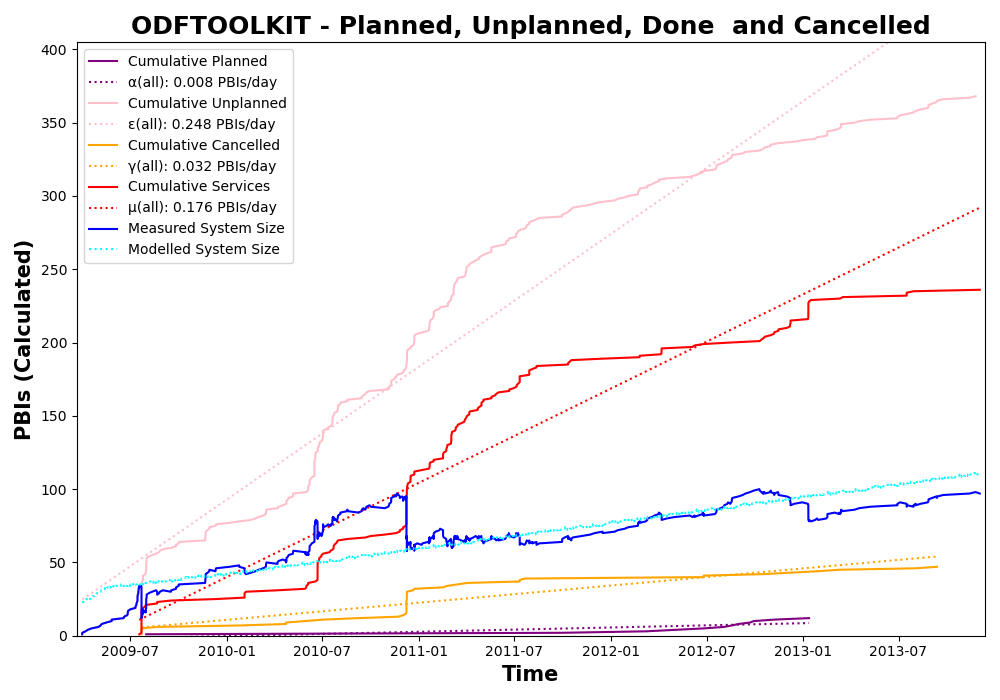 ODFTOOLKIT - Planned, Unplanned, Done  and Cancelled
Cumulative Planned
α(all): 0.008 PBIs/day
Cumulative Unplanned
ε(all): 0.248 PBIs/day
Cumulative Cancelled
γ(all): 0.032 PBIs/day
Cumulative Services
μ(all): 0.176 PBIs/day
Measured System Size
Modelled System Size
PBIs (Calculated)
400
350
300
250
200
150
100
50
0
2009-07
2010-01
2010-07
2011-01
2011-07
2012-01
2012-07
2013-01
2013-07
Time